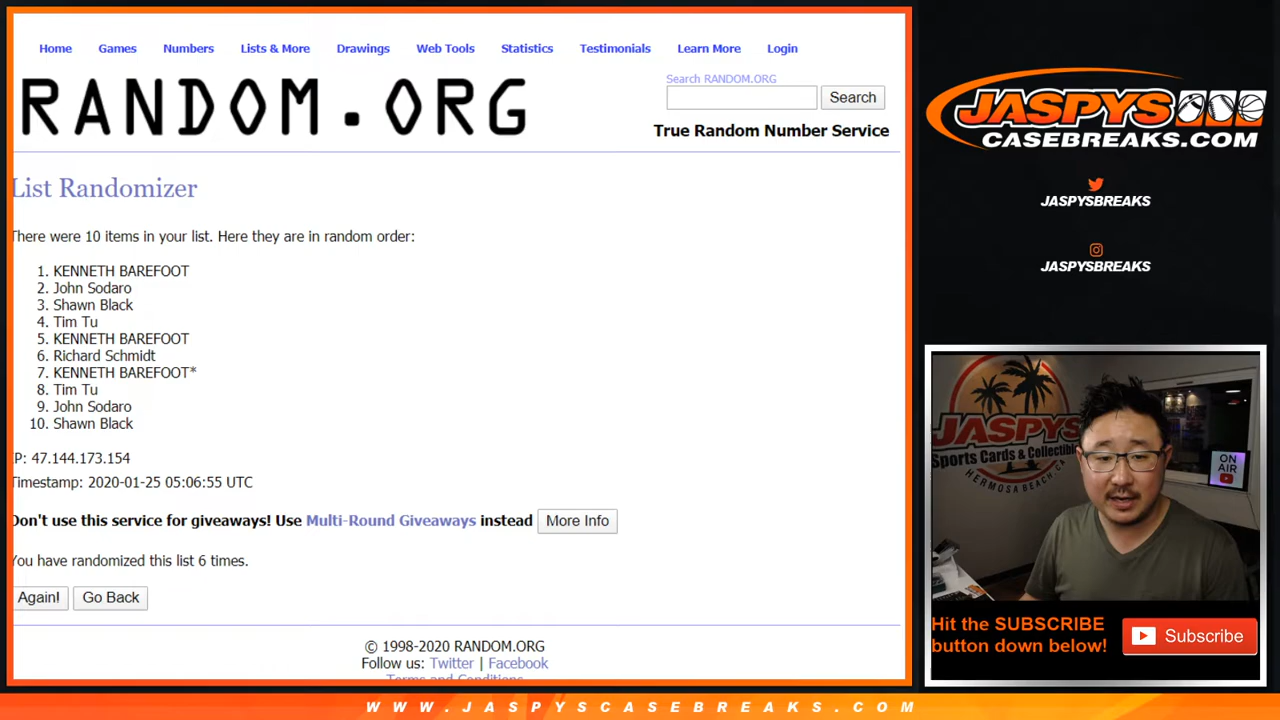 Home Games Numbers Lists & More Drawings Web Tools Statistics Testimonials Learn More Login
RANDOM.ORG
Search RANDOM.ORG
Search
True Random Number Service
List Randomizer
There were 10 items in your list. Here they are in random order:
1. KENNETH BAREFOOT
2. John Sodaro
3. Shawn Black
4. Tim Tu
5. KENNETH BAREFOOT
6. Richard Schmidt
7. KENNETH BAREFOOT*
8. Tim Tu
9. John Sodaro
10. Shawn Black
IP: 47.144.173.154
Timestamp: 2020-01-25 05:06:55 UTC
Don't use this service for giveaways! Use Multi-Round Giveaways instead More Info
You have randomized this list 6 times.
Again! Go Back
© 1998-2020 RANDOM.ORG
Follow us: Twitter | Facebook
Terms and Conditions
JASPYS
CASEBREAKS.COM
JASPYSBREAKS
JASPYSBREAKS
JASPYS
Sports Cards & Collectibl
HERMOSA BEACH, CA
ON
AIR
Hit the SUBSCRIBE
button down below!
Subscribe
WWW.JASPYSCASEBREAKS.COM